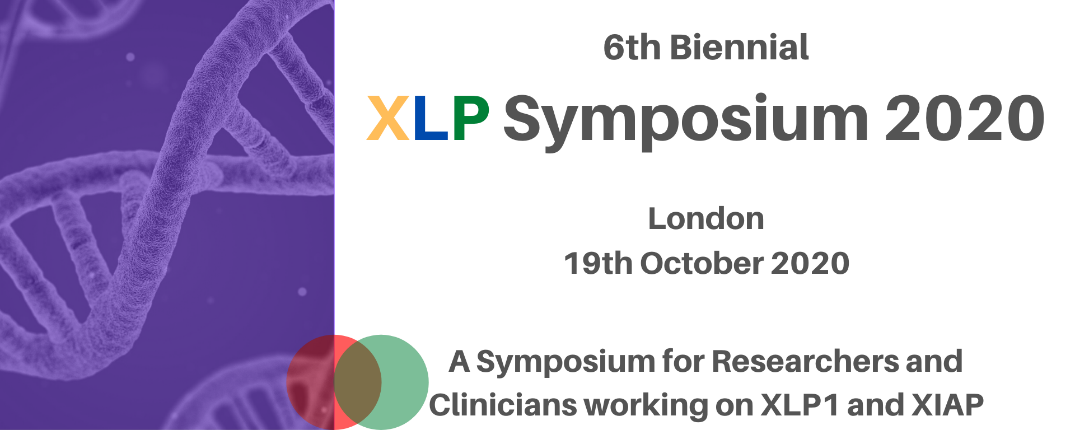 6th Biennial
XLP Symposium 2020
London
19th October 2020
A Symposium for Researchers and
Clinicians working on XLP1 and XIAP